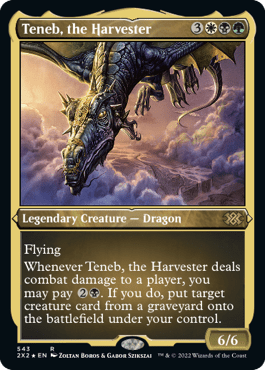 Teneb, the Harvester 3
Legendary Creature — Dragon
Flying
Whenever Teneb, the Harvester deals
combat damage to a player, you
may pay 2. If you do, put target
creature card from a graveyard onto
the battlefield under your control.
6/6
543 R
2X2 ★ EN ZOLTAN BOROS & GABOR SZIKSZAI ™ & © 2022 Wizards of the Coast